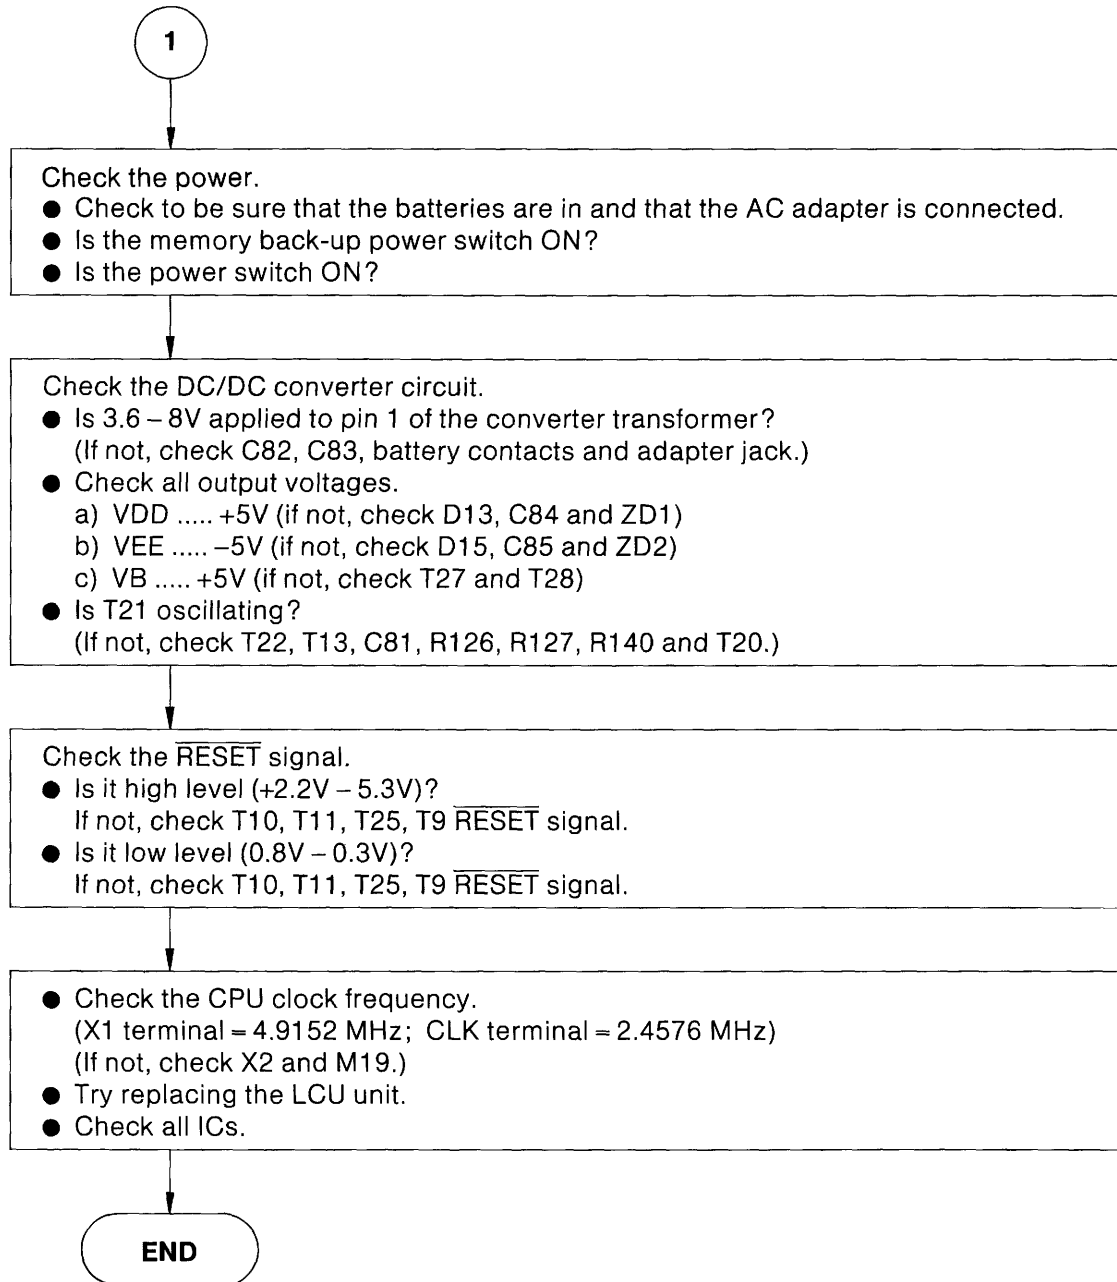 1
Check the power.
● Check to be sure that the batteries are in and that the AC adapter is connected.
● Is the memory back-up power switch ON?
● Is the power switch ON?
Check the DC/DC converter circuit.
● Is 3.6 – 8V applied to pin 1 of the converter transformer?
(If not, check C82, C83, battery contacts and adapter jack.)
● Check all output voltages.
a) VDD ..... +5V (if not, check D13, C84 and ZD1)
b) VEE ..... –5V (if not, check D15, C85 and ZD2)
c) VB ..... +5V (if not, check T27 and T28)
● Is T21 oscillating?
(If not, check T22, T13, C81, R126, R127, R140 and T20.)
Check the R̅E̅S̅E̅T̅ signal.
● Is it high level (+2.2V – 5.3V)?
If not, check T10, T11, T25, T9 R̅E̅S̅E̅T̅ signal.
● Is it low level (0.8V – 0.3V)?
If not, check T10, T11, T25, T9 R̅E̅S̅E̅T̅ signal.
● Check the CPU clock frequency.
(X1 terminal = 4.9152 MHz; CLK terminal = 2.4576 MHz)
(If not, check X2 and M19.)
● Try replacing the LCU unit.
● Check all ICs.
END